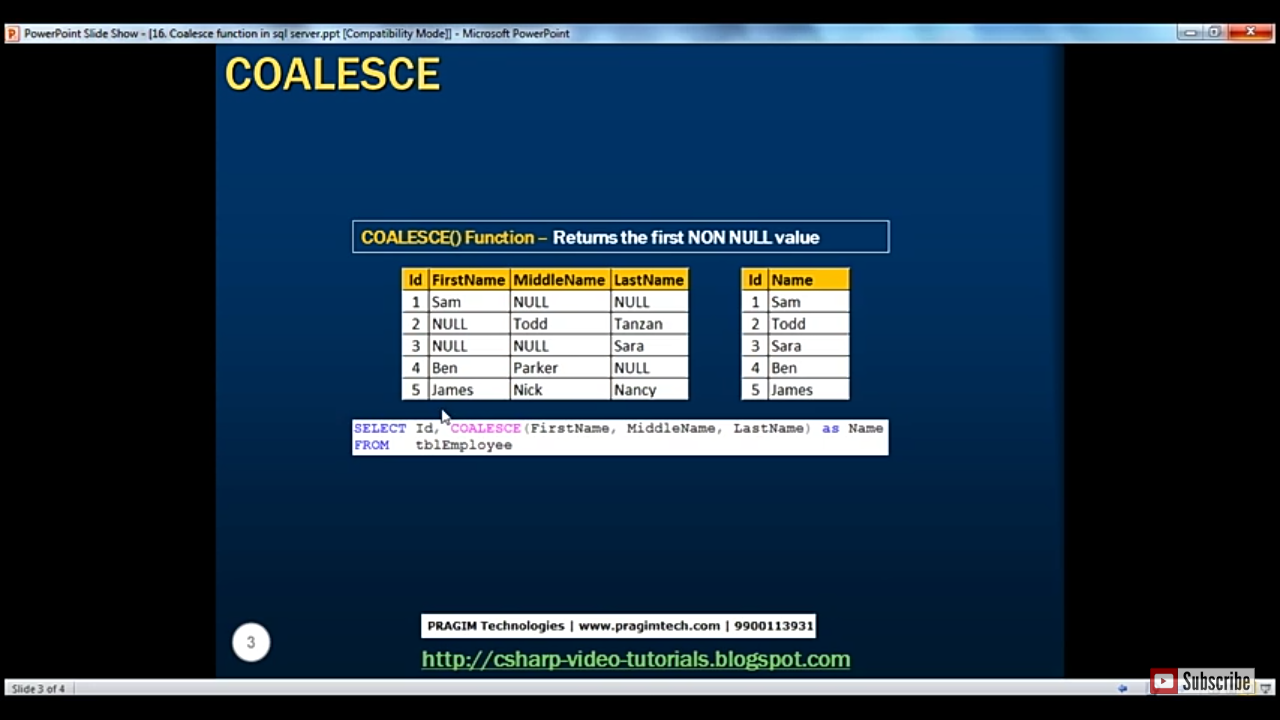 PowerPoint Slide Show - [16. Coalesce function in sql server.ppt [Compatibility Mode]] - Microsoft PowerPoint
COALESCE
COALESCE() Function – Returns the first NON NULL value
Id FirstName MiddleName LastName
1 Sam NULL NULL
2 NULL Todd Tanzan
3 NULL NULL Sara
4 Ben Parker NULL
5 James Nick Nancy
Id Name
1 Sam
2 Todd
3 Sara
4 Ben
5 James
SELECT Id, COALESCE(FirstName, MiddleName, LastName) as Name
FROM tblEmployee
PRAGIM Technologies | www.pragimtech.com | 9900113931
3
http://csharp-video-tutorials.blogspot.com
Slide 3 of 4
Subscribe